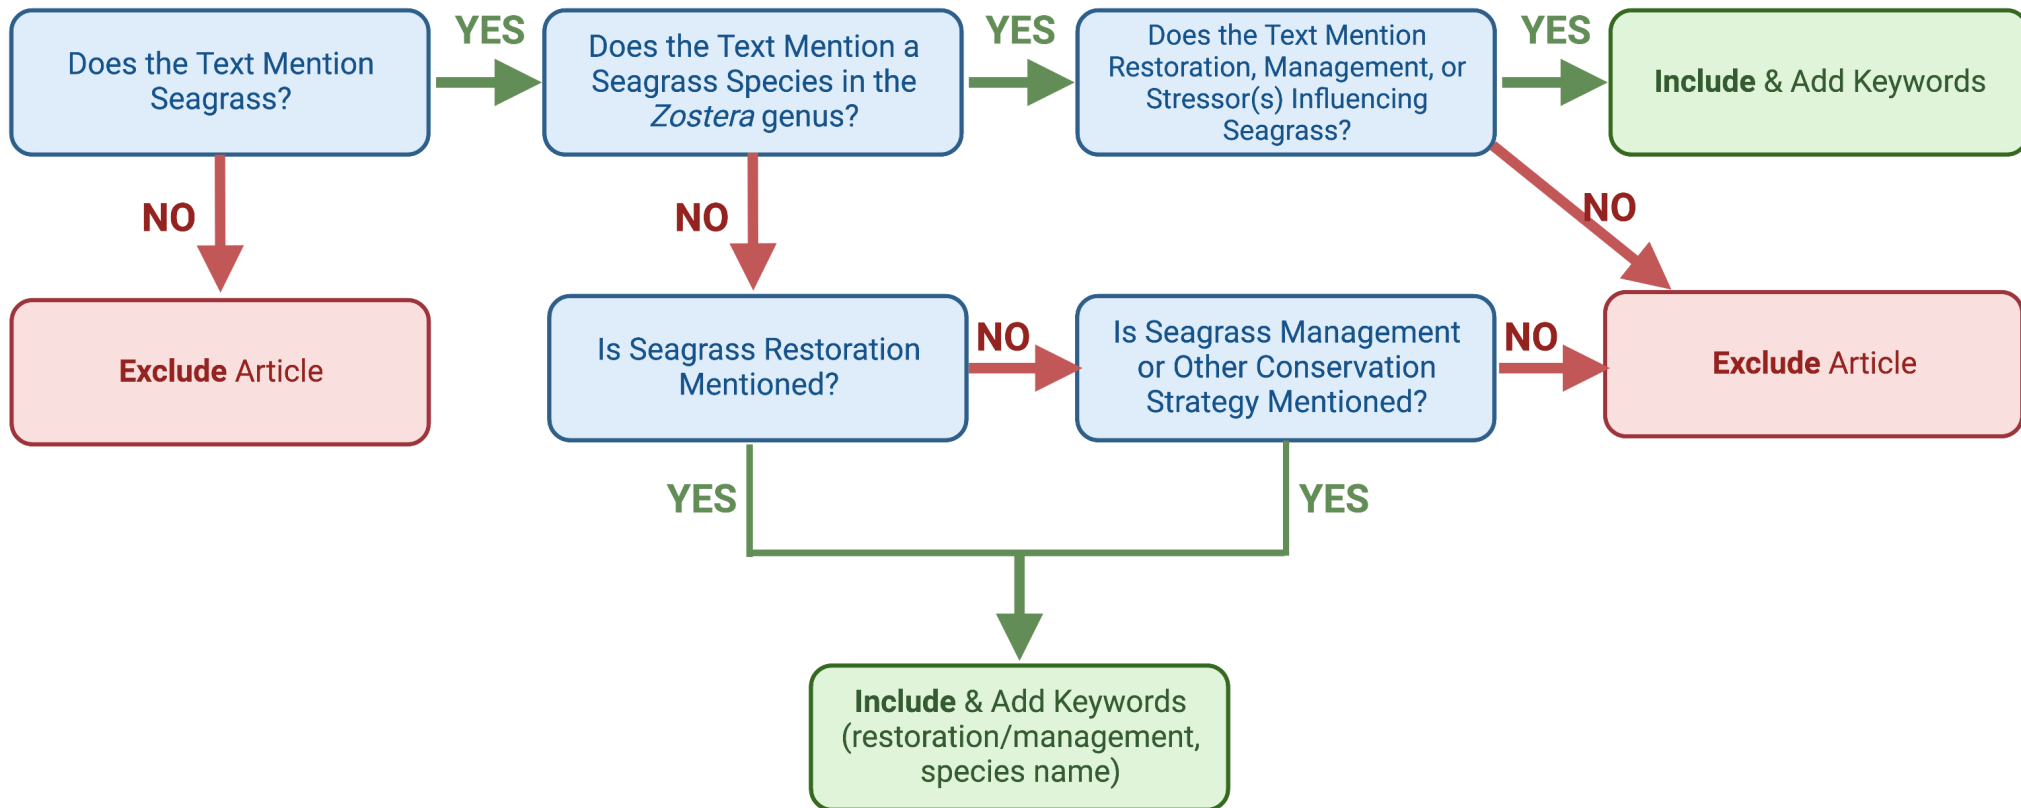 Does the Text Mention
Seagrass?
YES
Does the Text Mention a
Seagrass Species in the
Zostera genus?
YES
Does the Text Mention
Restoration, Management, or
Stressor(s) Influencing
Seagrass?
YES
Include & Add Keywords
NO
NO
NO
Exclude Article
Is Seagrass Restoration
Mentioned?
NO
Is Seagrass Management
or Other Conservation
Strategy Mentioned?
NO
Exclude Article
YES
YES
Include & Add Keywords
(restoration/management,
species name)